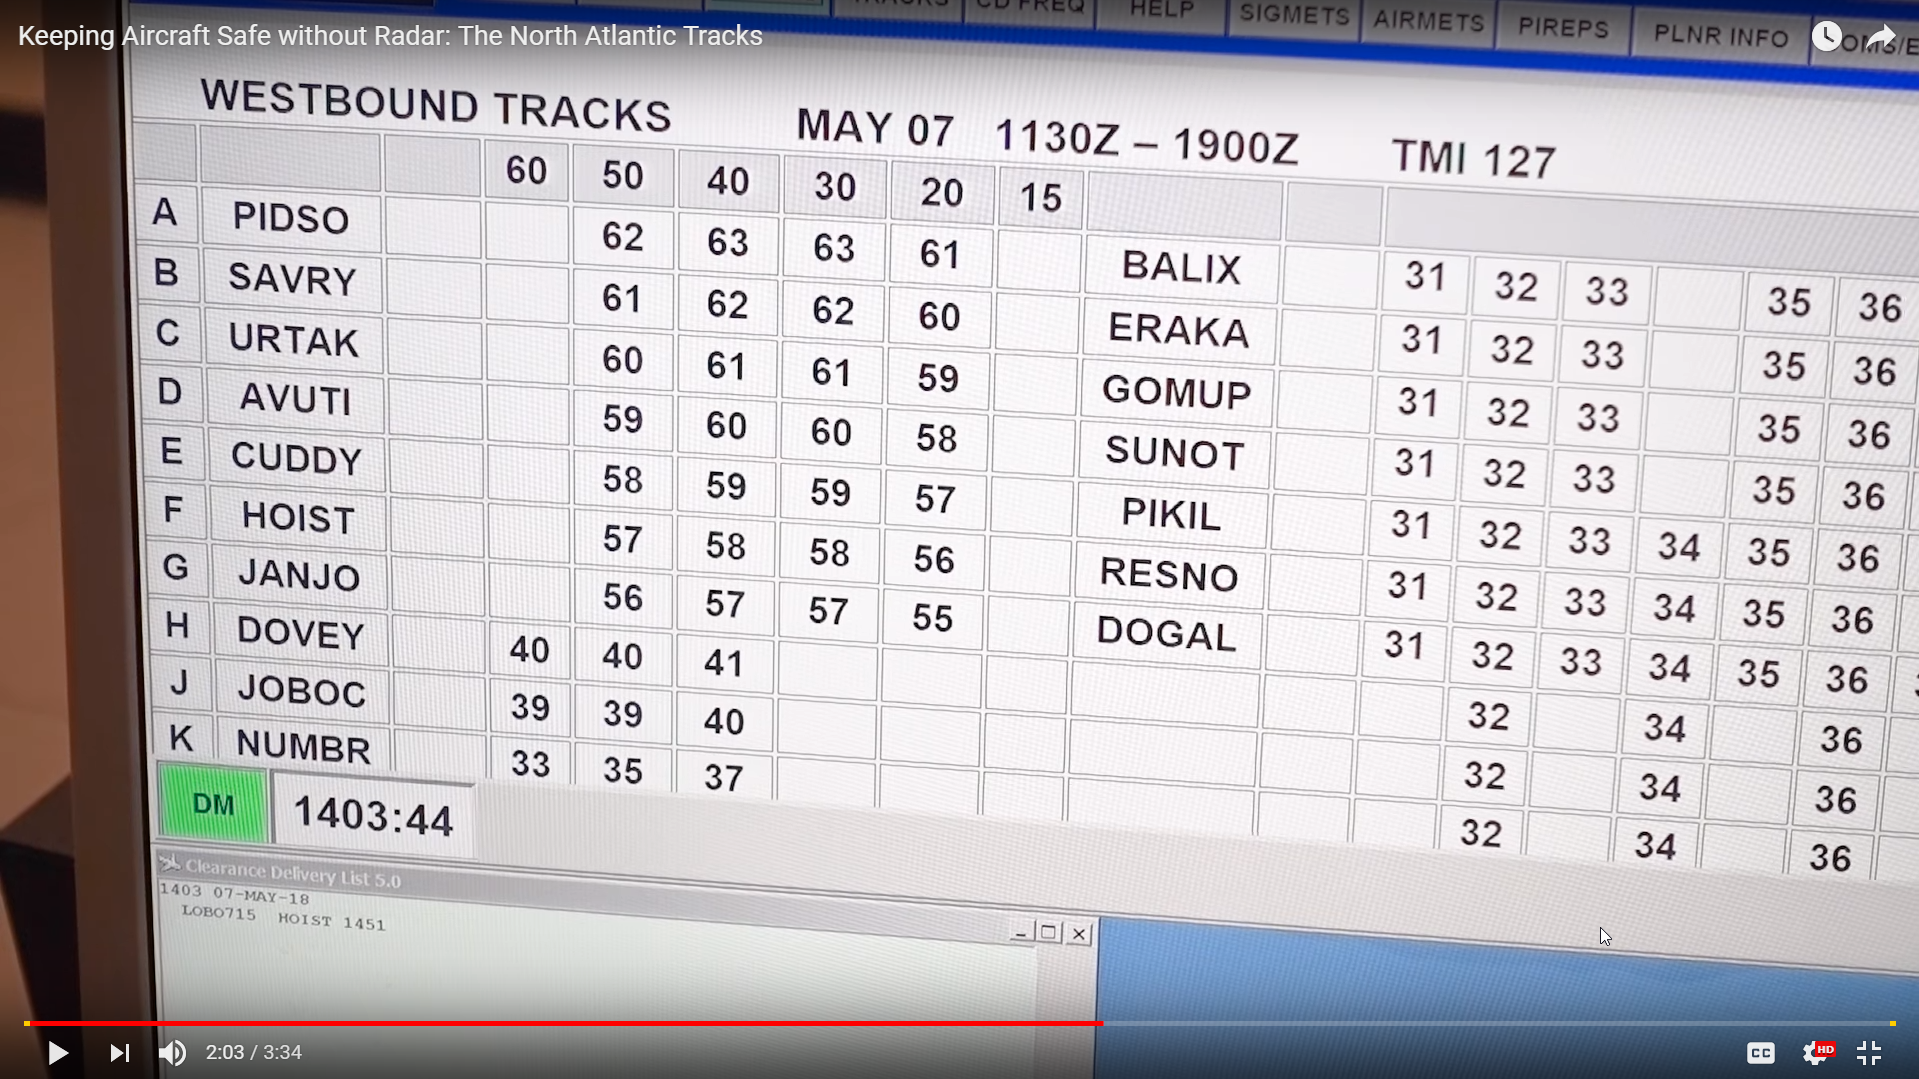 TRACKS CD FREQ HELP SIGMETS AIRMETS PIREPS PLNR INFO OMS/E
Keeping Aircraft Safe without Radar: The North Atlantic Tracks
WESTBOUND TRACKS MAY 07 1130Z – 1900Z TMI 127
60 50 40 30 20 15
A PIDSO 62 63 63 61 BALIX 31 32 33 35 36
B SAVRY 61 62 62 60 ERAKA 31 32 33 35 36
C URTAK 60 61 61 59 GOMUP 31 32 33 35 36
D AVUTI 59 60 60 58 SUNOT 31 32 33 35 36
E CUDDY 58 59 59 57 PIKIL 31 32 33 34 35 36
F HOIST 57 58 58 56 RESNO 31 32 33 34 35 36
G JANJO 56 57 57 55 DOGAL 31 32 33 34 35 36
H DOVEY 40 40 41 32 34 36
J JOBOC 39 39 40 32 34 36
K NUMBR 33 35 37 32 34 36
DM 1403:44
Clearance Delivery List 5.0
1403 07-MAY-18
LOBO715 HOIST 1451
2:03 / 3:34 CC HD